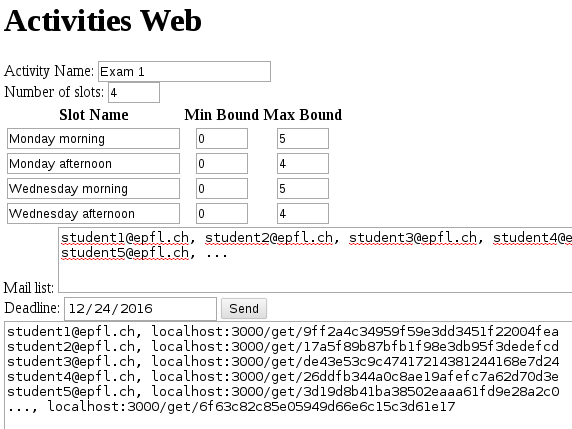 Activities Web
Activity Name: Exam 1
Number of slots: 4
Slot Name Min Bound Max Bound
Monday morning 0 5
Monday afternoon 0 4
Wednesday morning 0 5
Wednesday afternoon 0 4
student1@epfl.ch, student2@epfl.ch, student3@epfl.ch, student4@e
student5@epfl.ch, ...
Mail list:
Deadline: 12/24/2016 Send
student1@epfl.ch, localhost:3000/get/9ff2a4c34959f59e3dd3451f22004fea
student2@epfl.ch, localhost:3000/get/17a5f89b87bfb1f98e3db95f3dedefcd
student3@epfl.ch, localhost:3000/get/de43e53c9c47417214381244168e7d24
student4@epfl.ch, localhost:3000/get/26ddfb344a0c8ae19afefc7a62d70d3e
student5@epfl.ch, localhost:3000/get/3d19d8b41ba38502eaaa61fd9e28a2c0
..., localhost:3000/get/6f63c82c85e05949d66e6c15c3d61e17